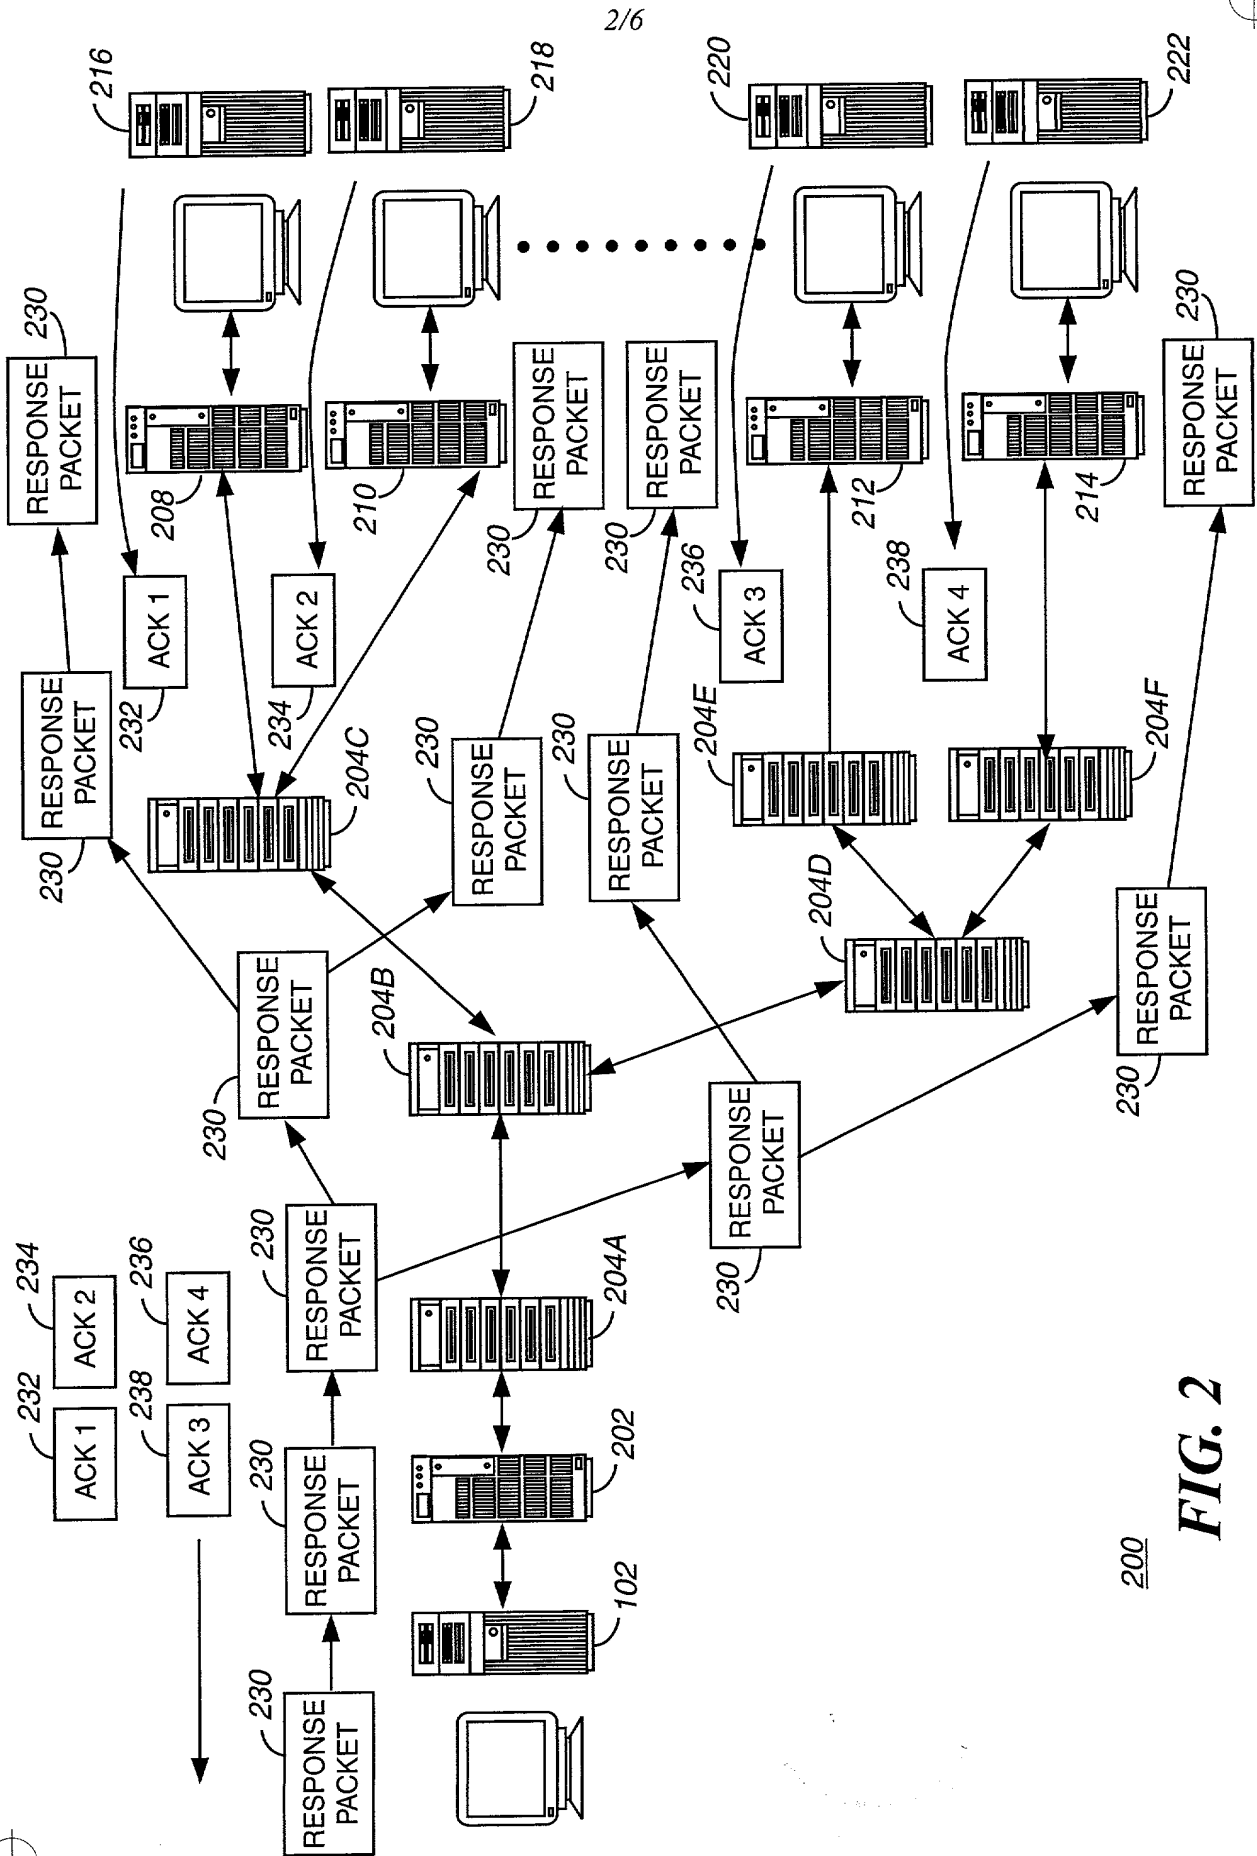 2/6
216
218
220
222
230
RESPONSE
PACKET
208
210
230
RESPONSE
PACKET
230
RESPONSE
PACKET
212
214
230
RESPONSE
PACKET
232
ACK 1
234
ACK 2
236
ACK 3
238
ACK 4
230
RESPONSE
PACKET
204C
230
RESPONSE
PACKET
230
RESPONSE
PACKET
204E
204F
230
RESPONSE
PACKET
204B
204D
230
RESPONSE
PACKET
230
RESPONSE
PACKET
234
ACK 2
236
ACK 4
230
RESPONSE
PACKET
204A
232
ACK 1
238
ACK 3
230
RESPONSE
PACKET
202
230
RESPONSE
PACKET
102
200
FIG. 2